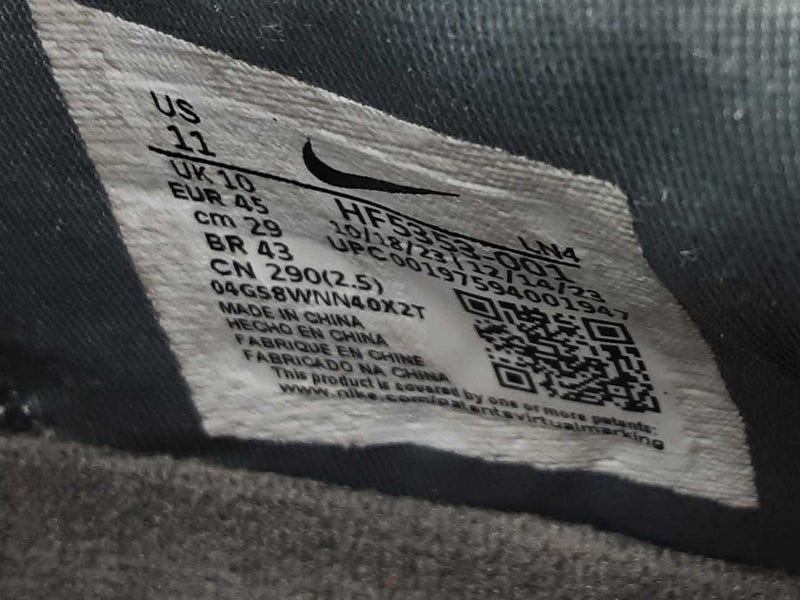 US
11
UK 10
EUR 45
cm 29
BR 43
CN 290(2.5)
04G58WNN40X2T
LN4
HF5353-001
10/18/23 | 12/14/23
UPC 00197594001947
MADE IN CHINA
HECHO EN CHINA
FABRIQUE EN CHINE
FABRICADO NA CHINA
This product is covered by one or more patents:
www.nike.com/patentsvirtualmarking